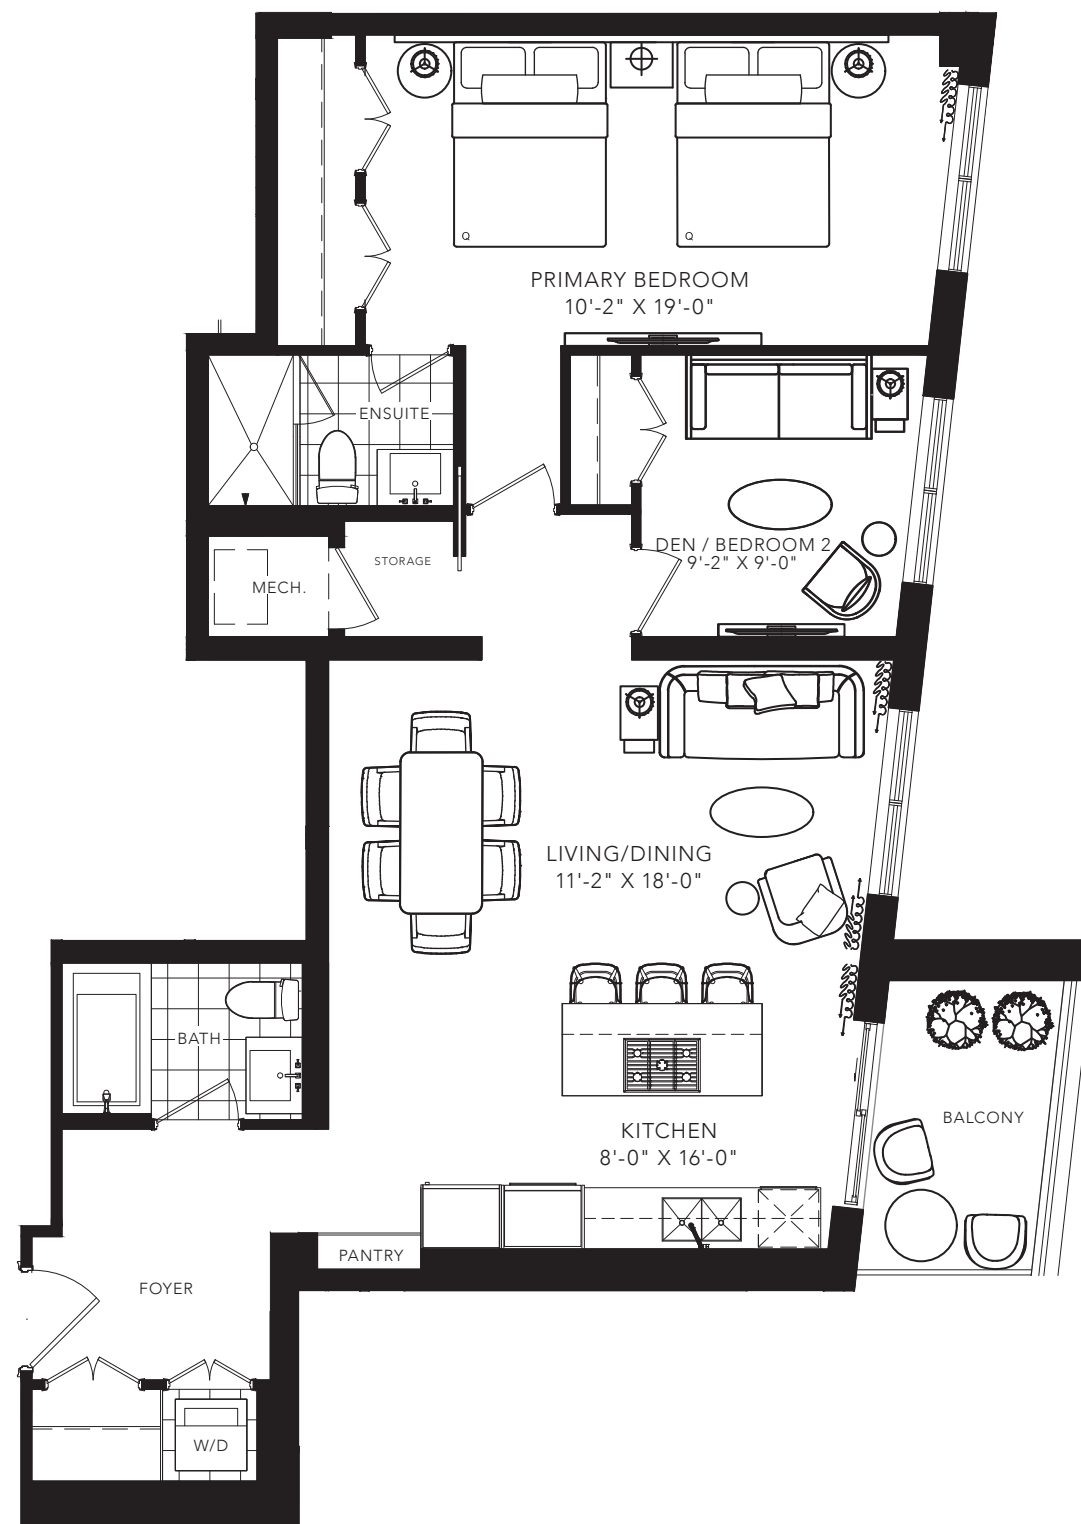 Q
Q
PRIMARY BEDROOM
10'-2" X 19'-0"
ENSUITE
DEN / BEDROOM 2
9'-2" X 9'-0"
STORAGE
MECH.
LIVING/DINING
11'-2" X 18'-0"
BATH
BALCONY
KITCHEN
8'-0" X 16'-0"
PANTRY
FOYER
W/D